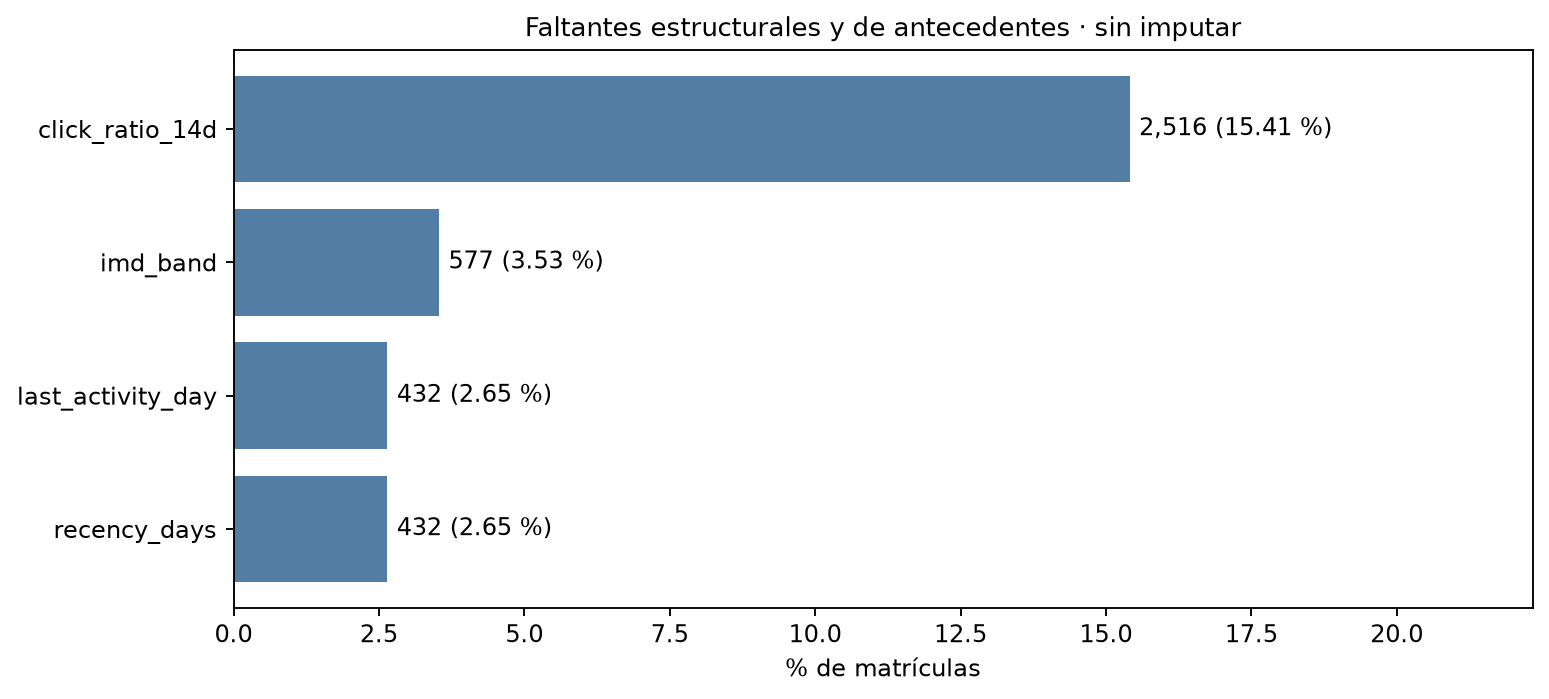 Faltantes estructurales y de antecedentes · sin imputar
click_ratio_14d
2,516 (15.41 %)
imd_band
577 (3.53 %)
last_activity_day
432 (2.65 %)
recency_days
432 (2.65 %)
0.0 2.5 5.0 7.5 10.0 12.5 15.0 17.5 20.0
% de matrículas